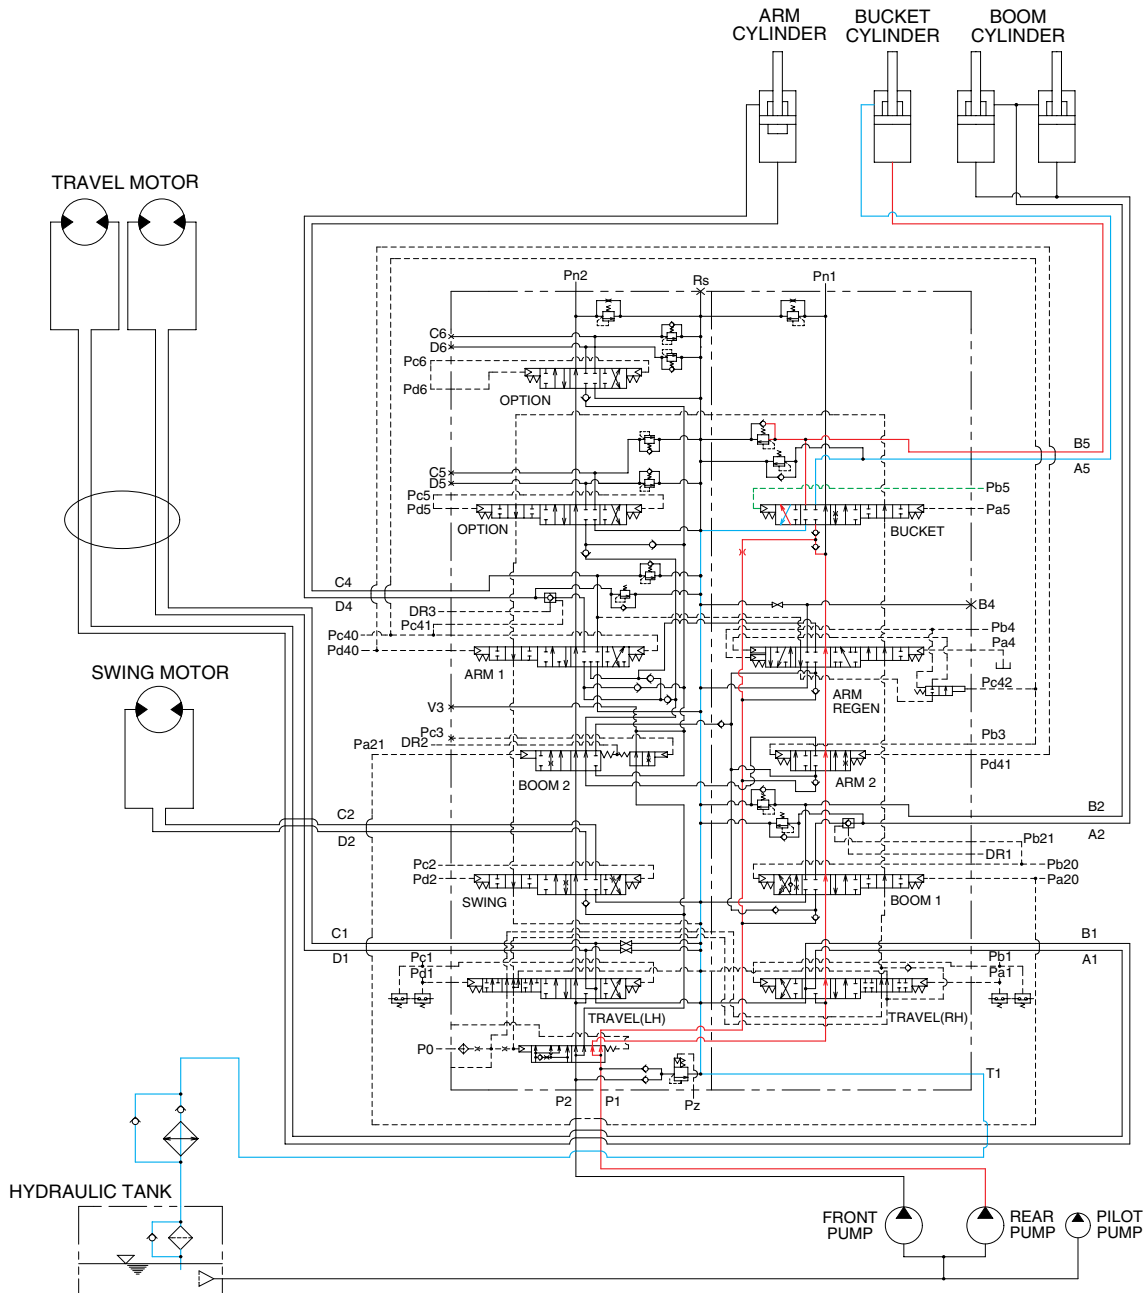 ARM
CYLINDER
BUCKET
CYLINDER
BOOM
CYLINDER
TRAVEL MOTOR
Pn2
Rs
Pn1
C6
D6
Pc6
Pd6
OPTION
B5
A5
C5
D5
Pc5
Pd5
OPTION
Pb5
Pa5
BUCKET
C4
D4
DR3
Pc41
Pc40
Pd40
B4
Pb4
Pa4
ARM 1
ARM
REGEN
Pc42
SWING MOTOR
V3
Pc3
DR2
Pa21
Pb3
BOOM 2
ARM 2
Pd41
C2
D2
B2
A2
Pb21
DR1
Pc2
Pd2
Pb20
Pa20
SWING
BOOM 1
C1
D1
B1
A1
Pc1
Pd1
Pb1
Pa1
TRAVEL(LH)
TRAVEL(RH)
P0
T1
P2
P1
Pz
HYDRAULIC TANK
FRONT
PUMP
REAR
PUMP
PILOT
PUMP